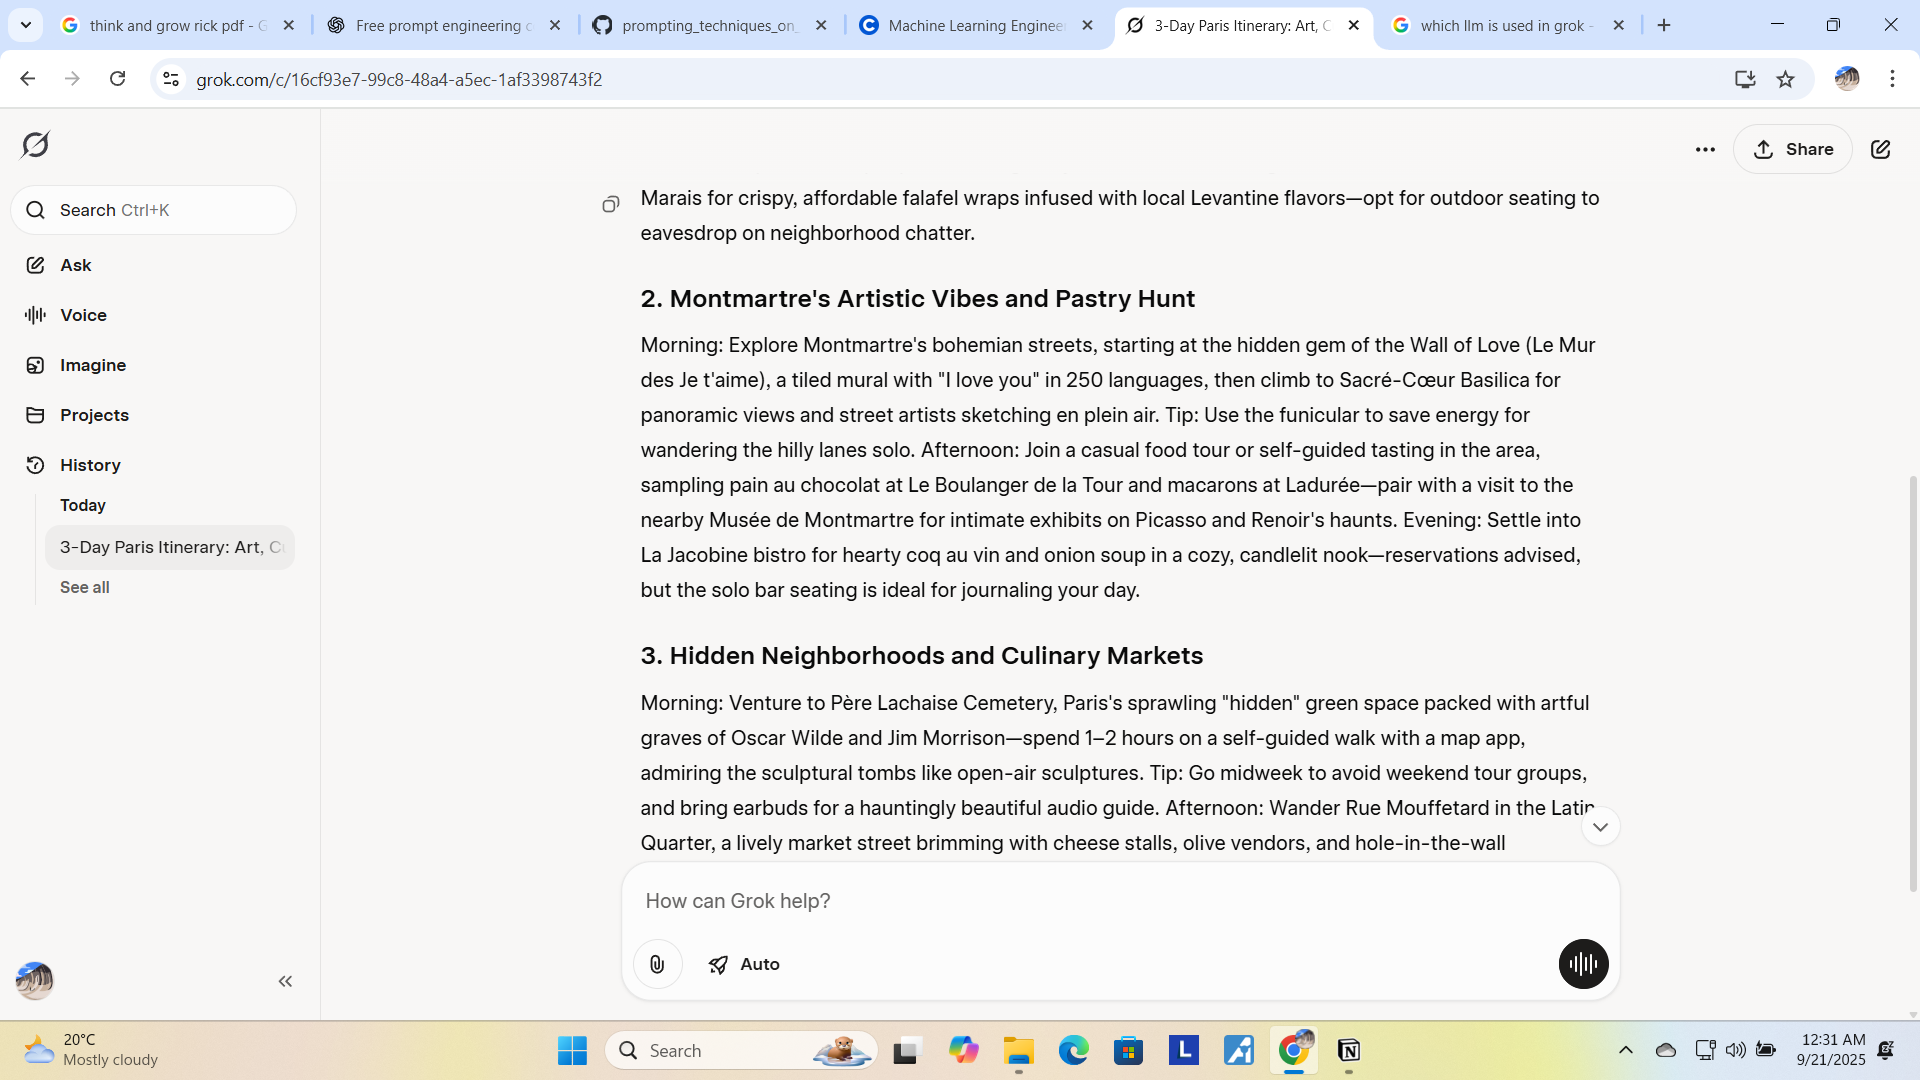 think and grow rick pdf - G
Free prompt engineering c
prompting_techniques_on_
Machine Learning Engineer
3-Day Paris Itinerary: Art, C
which llm is used in grok -
grok.com/c/16cf93e7-99c8-48a4-a5ec-1af3398743f2
Share
Search Ctrl+K
Ask
Voice
Imagine
Projects
History
Today
3-Day Paris Itinerary: Art, Cu
See all
Marais for crispy, affordable falafel wraps infused with local Levantine flavors—opt for outdoor seating to
eavesdrop on neighborhood chatter.
2. Montmartre's Artistic Vibes and Pastry Hunt
Morning: Explore Montmartre's bohemian streets, starting at the hidden gem of the Wall of Love (Le Mur
des Je t'aime), a tiled mural with "I love you" in 250 languages, then climb to Sacré-Cœur Basilica for
panoramic views and street artists sketching en plein air. Tip: Use the funicular to save energy for
wandering the hilly lanes solo. Afternoon: Join a casual food tour or self-guided tasting in the area,
sampling pain au chocolat at Le Boulanger de la Tour and macarons at Ladurée—pair with a visit to the
nearby Musée de Montmartre for intimate exhibits on Picasso and Renoir's haunts. Evening: Settle into
La Jacobine bistro for hearty coq au vin and onion soup in a cozy, candlelit nook—reservations advised,
but the solo bar seating is ideal for journaling your day.
3. Hidden Neighborhoods and Culinary Markets
Morning: Venture to Père Lachaise Cemetery, Paris's sprawling "hidden" green space packed with artful
graves of Oscar Wilde and Jim Morrison—spend 1–2 hours on a self-guided walk with a map app,
admiring the sculptural tombs like open-air sculptures. Tip: Go midweek to avoid weekend tour groups,
and bring earbuds for a hauntingly beautiful audio guide. Afternoon: Wander Rue Mouffetard in the Latin
Quarter, a lively market street brimming with cheese stalls, olive vendors, and hole-in-the-wall
How can Grok help?
Auto
20°C
Mostly cloudy
Search
12:31 AM
9/21/2025